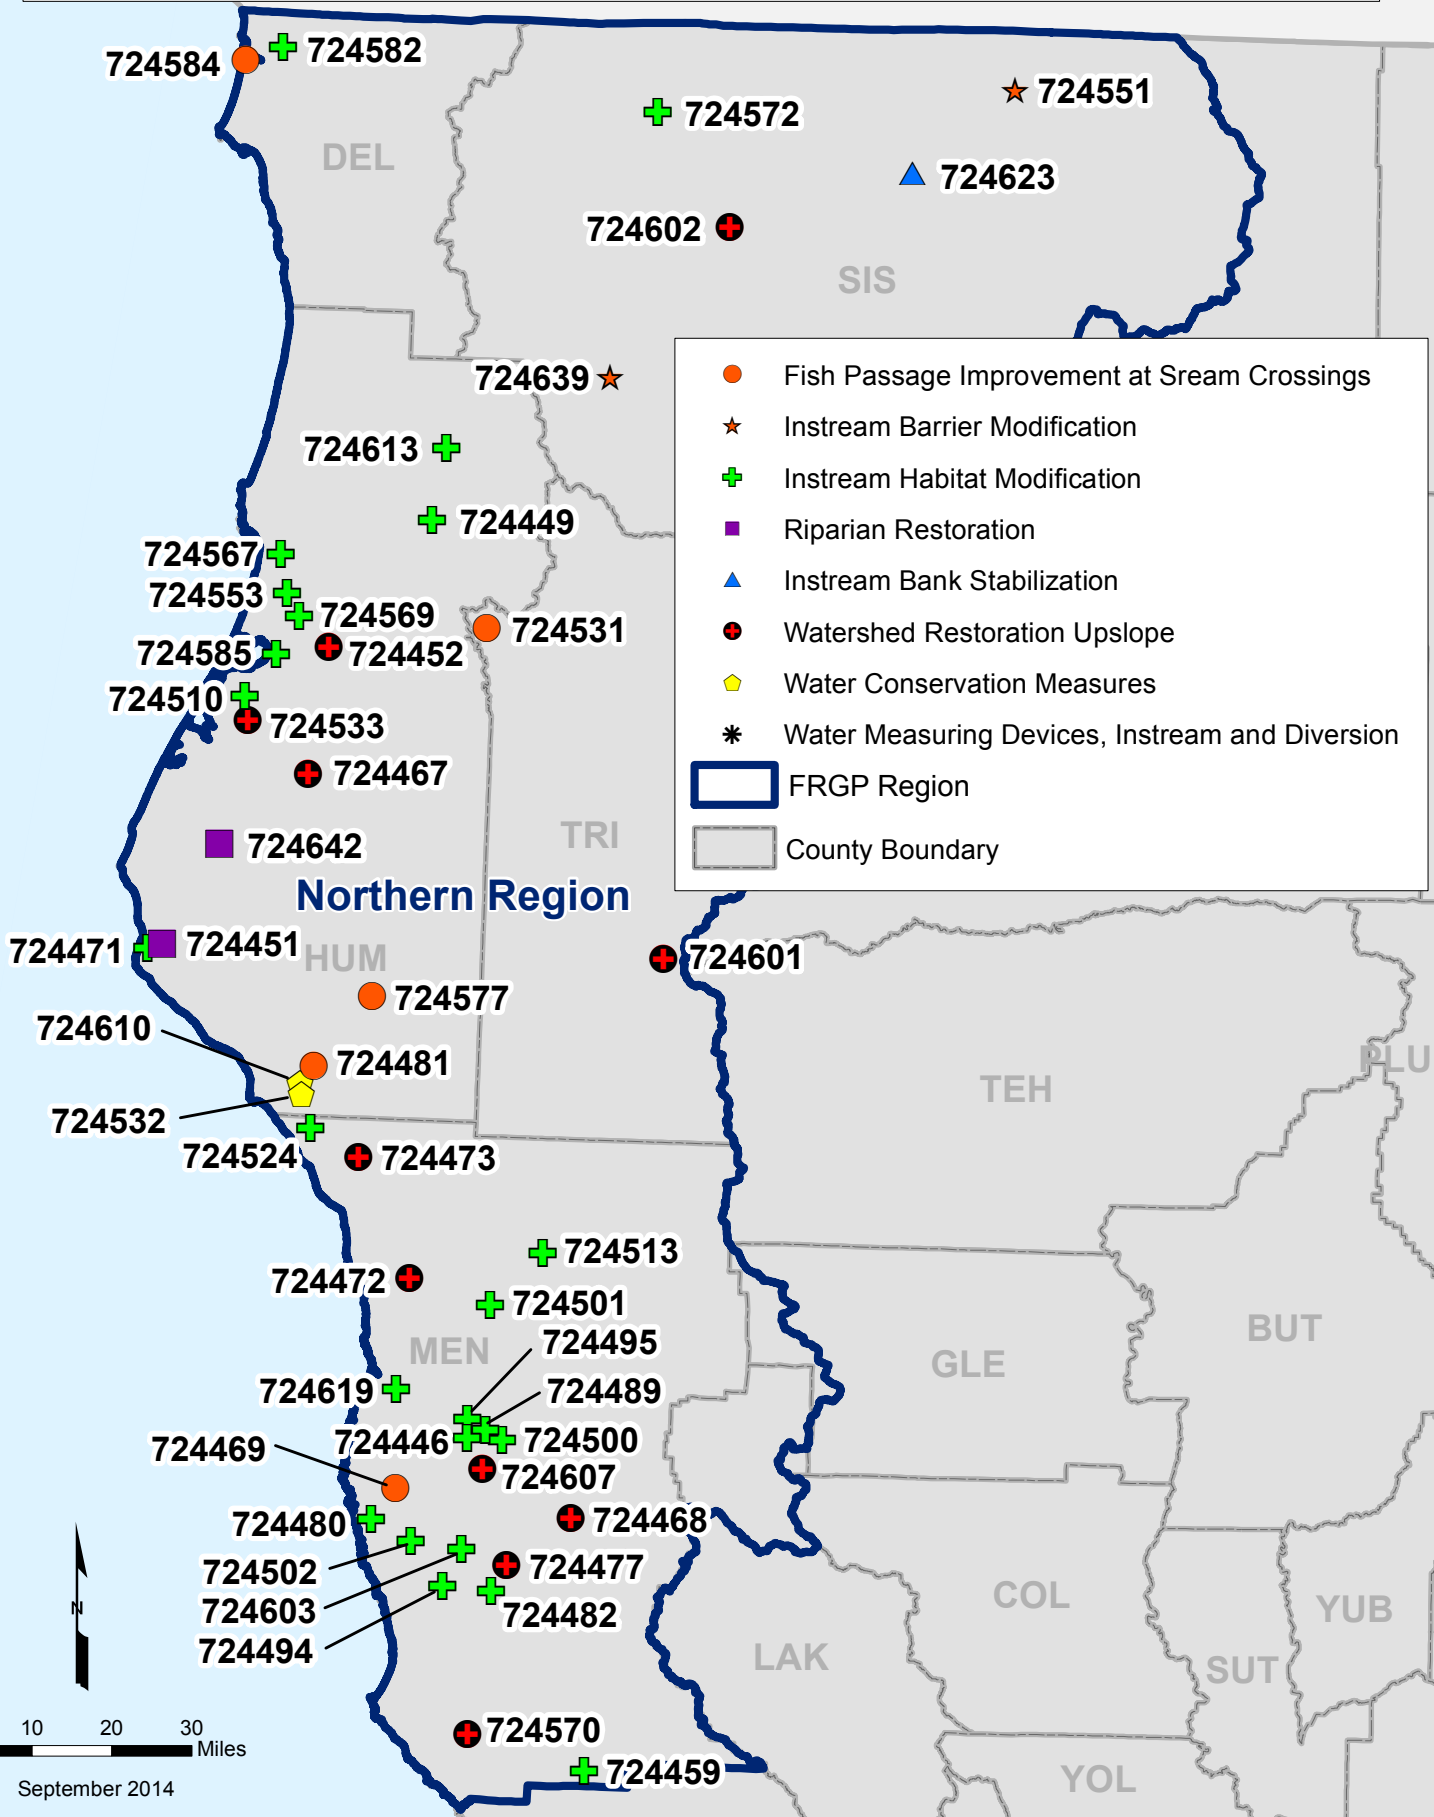 724582
724584
724551
724572
DEL
724623
724602
SIS
724639
Fish Passage Improvement at Sream Crossings
Instream Barrier Modification
Instream Habitat Modification
Riparian Restoration
Instream Bank Stabilization
Watershed Restoration Upslope
Water Conservation Measures
Water Measuring Devices, Instream and Diversion
FRGP Region
County Boundary
724613
724449
724567
724553
724569
724531
724585
724452
724510
724533
724467
TRI
724642
Northern Region
724471
724451
HUM
724601
724577
724610
724481
PLU
TEH
724532
724524
724473
724513
724472
724501
BUT
724495
MEN
GLE
724619
724489
724446
724500
724469
724607
724480
724468
724502
724477
COL
YUB
724603
724482
724494
LAK
SUT
10 20 30
Miles
724570
724459
YOL
September 2014
N